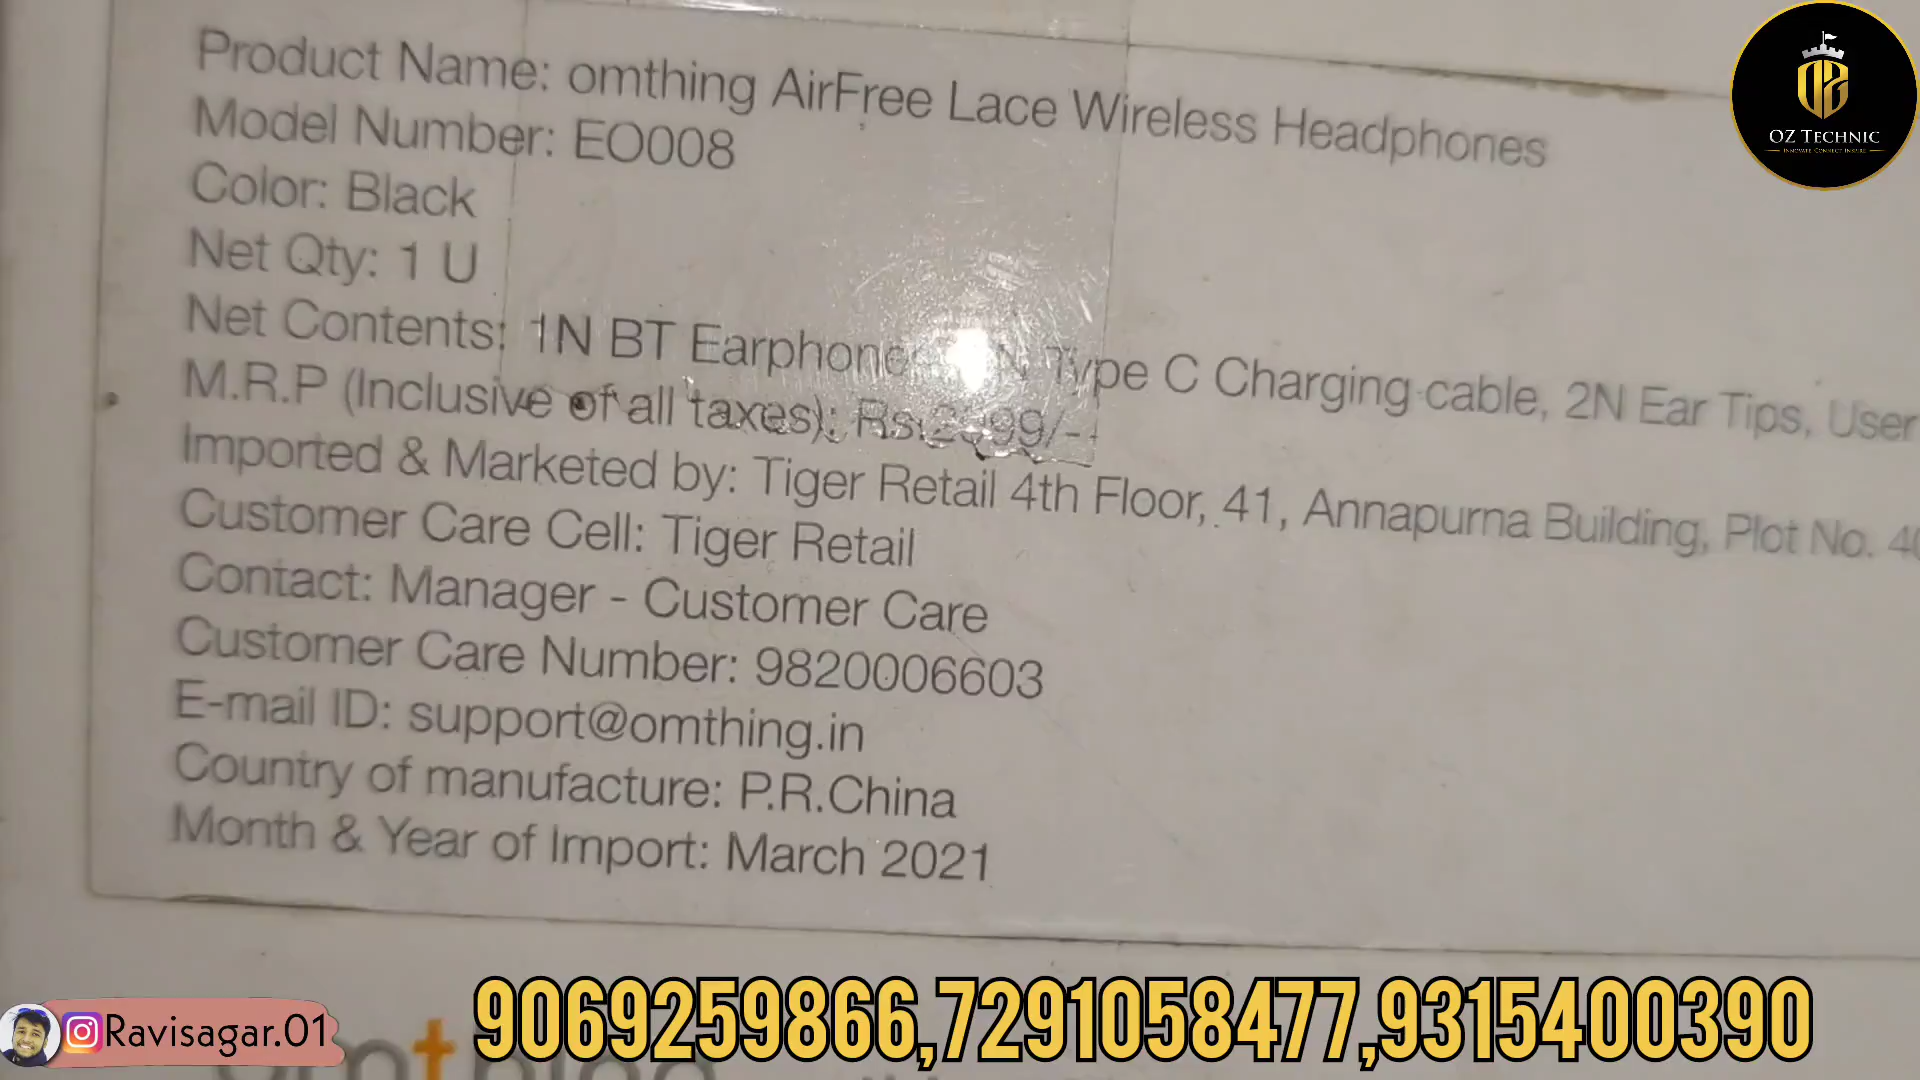 Product Name: omthing AirFree Lace Wireless Headphones
Model Number: EO008
Color: Black
Net Qty: 1 U
Net Contents: 1N BT Earphone Type C Charging cable, 2N Ear Tips, User
M.R.P (Inclusive of all taxes):
Imported & Marketed by: Tiger Retail 4th Floor, 41, Annapurna Building, Plot No.
Customer Care Cell: Tiger Retail
Contact: Manager - Customer Care
Customer Care Number: 9820006603
E-mail ID: support@omthing.in
Country of manufacture: P.R.China
Month & Year of Import: March 2021
OZ TECHNIC
INNOVATE CONNECT INSPIRE
Ravisagar.01
9069259866,7291058477,9315400390